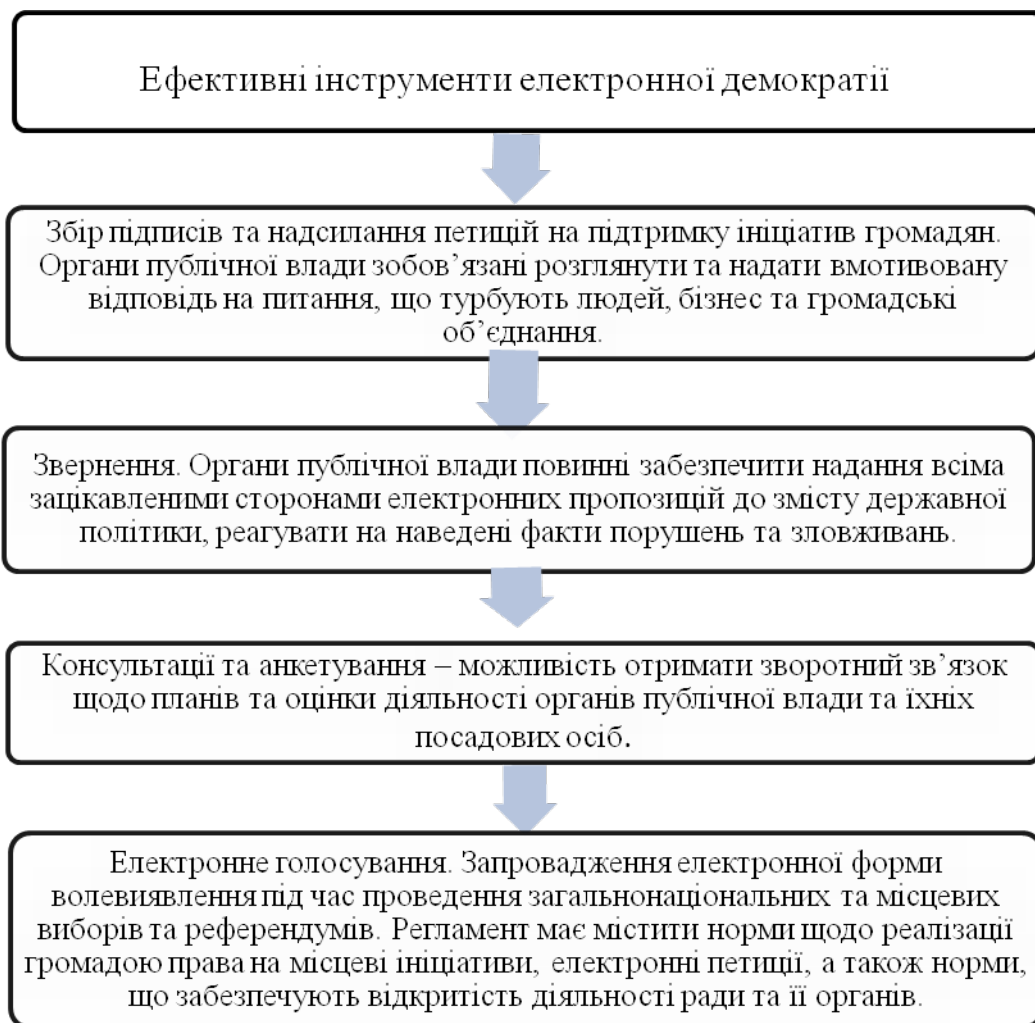 Ефективні інструменти електронної демократії
Збір підписів та надсилання петицій на підтримку ініціатив громадян.
Органи публічної влади зобов’язані розглянути та надати вмотивовану
відповідь на питання, що турбують людей, бізнес та громадські
об’єднання.
Звернення. Органи публічної влади повинні забезпечити надання всіма
зацікавленими сторонами електронних пропозицій до змісту державної
політики, реагувати на наведені факти порушень та зловживань.
Консультації та анкетування – можливість отримати зворотний зв’язок
щодо планів та оцінки діяльності органів публічної влади та їхніх
посадових осіб.
Електронне голосування. Запровадження електронної форми
волевиявлення під час проведення загальнонаціональних та місцевих
виборів та референдумів. Регламент має містити норми щодо реалізації
громадою права на місцеві ініціативи, електронні петиції, а також норми,
що забезпечують відкритість діяльності ради та її органів.